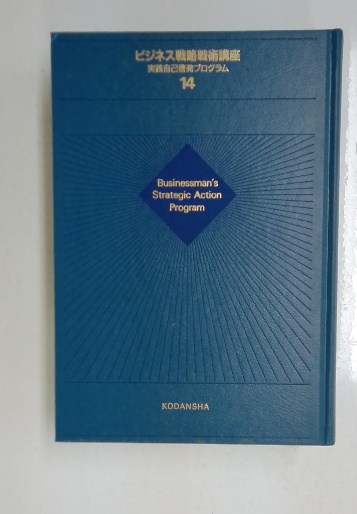 ビジネス戦略戦術講座
実践自己啓発プログラム
14
Businessman's
Strategic Action
Program
KODANSHA